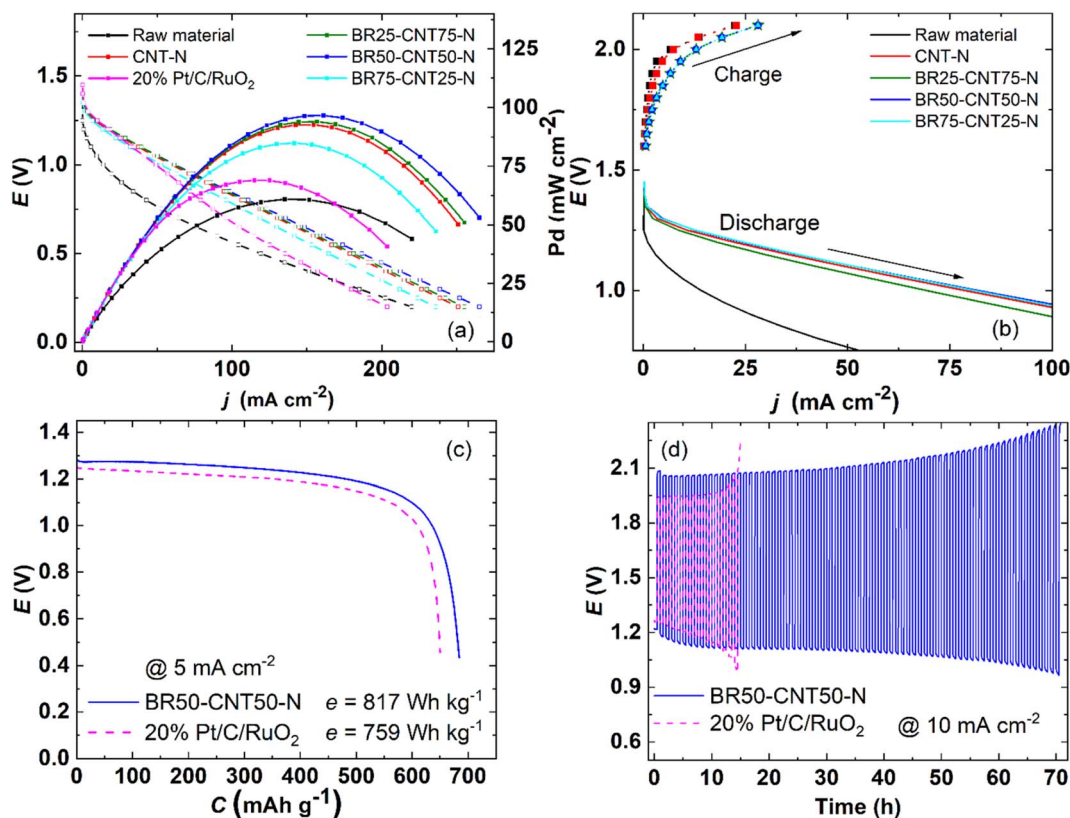 Raw material
CNT-N
20% Pt/C/RuO₂
BR25-CNT75-N
BR50-CNT50-N
BR75-CNT25-N
E (V)
3.0
2.5
2.0
1.5
1.0
0.5
0.0
Pd (mW cm⁻²)
125
100
75
50
25
0
(a)
0 100 200
j (mA cm⁻²)
Raw material
CNT-N
BR25-CNT75-N
BR50-CNT50-N
BR75-CNT25-N
Charge
Discharge
E (V)
2.0
1.5
1.0
(b)
0 25 50 75 100
j (mA cm⁻²)
(c)
E (V)
1.4
1.2
1.0
0.8
0.6
0.4
0.2
0.0
@ 5 mA cm⁻²
BR50-CNT50-N e = 817 Wh kg⁻¹
20% Pt/C/RuO₂ e = 759 Wh kg⁻¹
0 100 200 300 400 500 600 700
C (mAh g⁻¹)
(d)
E (V)
2.1
1.8
1.5
1.2
0.9
0.6
BR50-CNT50-N
20% Pt/C/RuO₂ @ 10 mA cm⁻²
0 10 20 30 40 50 60 70
Time (h)